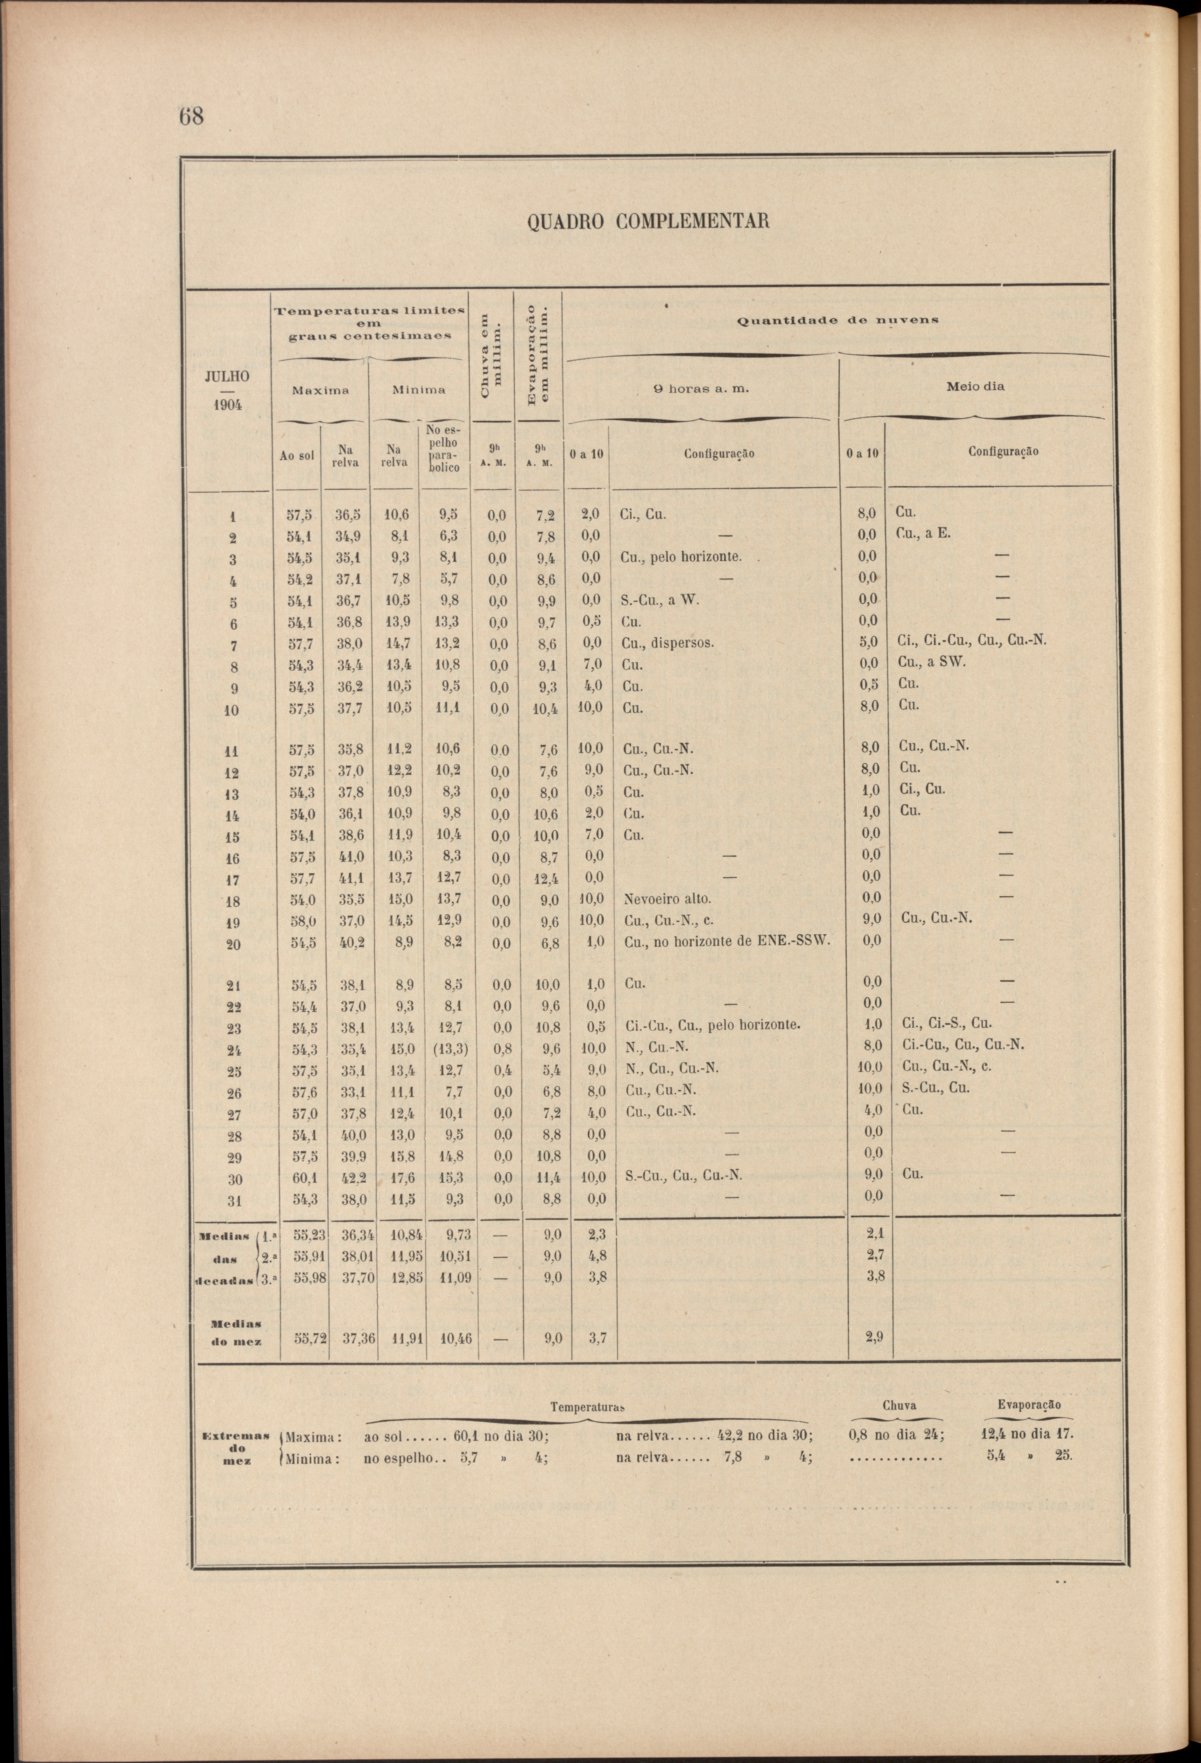 68
QUADRO COMPLEMENTAR
JULHO
—
1904
Temperaturas limites
em
graus centesimaes
Chuva em
millim.
Evaporação
em millim.
Quantidade de nuvens
Maxima
Minima
9 horas a. m.
Meio dia
Ao sol
Na
relva
Na
relva
No es-
pelho
para-
bolico
9h
A. M.
9h
A. M.
0 a 10
Configuração
0 a 10
Configuração
1 57,5 36,5 10,6 9,5 0,0 7,2 2,0 Ci., Cu. 8,0 Cu.
2 54,1 34,9 8,1 6,3 0,0 7,8 0,0 — 0,0 Cu., a E.
3 54,5 35,1 9,3 8,1 0,0 9,4 0,0 Cu., pelo horizonte. 0,0 —
4 54,2 37,1 7,8 5,7 0,0 8,6 0,0 — 0,0 —
5 54,1 36,7 10,5 9,8 0,0 9,9 0,0 S.-Cu., a W. 0,0 —
6 54,1 36,8 13,9 13,3 0,0 9,7 0,5 Cu. 0,0 —
7 57,7 38,0 14,7 13,2 0,0 8,6 0,0 Cu., dispersos. 5,0 Ci., Ci.-Cu., Cu., Cu.-N.
8 54,3 34,4 13,4 10,8 0,0 9,1 7,0 Cu. 0,0 Cu., a SW.
9 54,3 36,2 10,5 9,5 0,0 9,3 4,0 Cu. 0,5 Cu.
10 57,5 37,7 10,5 11,1 0,0 10,4 10,0 Cu. 8,0 Cu.
11 57,5 35,8 11,2 10,6 0,0 7,6 10,0 Cu., Cu.-N. 8,0 Cu., Cu.-N.
12 57,5 37,0 12,2 10,2 0,0 7,6 9,0 Cu., Cu.-N. 8,0 Cu.
13 54,3 37,8 10,9 8,3 0,0 8,0 0,5 Cu. 1,0 Ci., Cu.
14 54,0 36,1 10,9 9,8 0,0 10,6 2,0 Cu. 1,0 Cu.
15 54,1 38,6 11,9 10,4 0,0 10,0 7,0 Cu. 0,0 —
16 57,5 41,0 10,3 8,3 0,0 8,7 0,0 — 0,0 —
17 57,7 41,1 13,7 12,7 0,0 12,4 0,0 — 0,0 —
18 54,0 35,5 15,0 13,7 0,0 9,0 10,0 Nevoeiro alto. 0,0 —
19 58,0 37,0 14,5 12,9 0,0 9,6 10,0 Cu., Cu.-N., c. 9,0 Cu., Cu.-N.
20 54,5 40,2 8,9 8,2 0,0 6,8 1,0 Cu., no horizonte de ENE.-SSW. 0,0 —
21 54,5 38,1 8,9 8,5 0,0 10,0 1,0 Cu. 0,0 —
22 54,4 37,0 9,3 8,1 0,0 9,6 0,0 — 0,0 —
23 54,5 38,1 13,4 12,7 0,0 10,8 0,5 Ci.-Cu., Cu., pelo horizonte. 1,0 Ci., Ci.-S., Cu.
24 54,3 35,4 15,0 (13,3) 0,8 9,6 10,0 N., Cu.-N. 8,0 Ci.-Cu., Cu., Cu.-N.
25 57,5 35,1 13,4 12,7 0,4 5,4 9,0 N., Cu., Cu.-N. 10,0 Cu., Cu.-N., c.
26 57,6 33,1 11,1 7,7 0,0 6,8 8,0 Cu., Cu.-N. 10,0 S.-Cu., Cu.
27 57,0 37,8 12,4 10,1 0,0 7,2 4,0 Cu., Cu.-N. 4,0 Cu.
28 54,1 40,0 13,0 9,5 0,0 8,8 0,0 — 0,0 —
29 57,5 39,9 15,8 14,8 0,0 10,8 0,0 — 0,0 —
30 60,1 42,2 17,6 15,3 0,0 11,4 10,0 S.-Cu., Cu., Cu.-N. 9,0 Cu.
31 54,3 38,0 11,5 9,3 0,0 8,8 0,0 — 0,0 —
Medias 1.ª 55,23 36,34 10,84 9,73 — 9,0 2,3 2,1
das 2.ª 55,91 38,01 11,95 10,51 — 9,0 4,8 2,7
decadas 3.ª 55,98 37,70 12,85 11,09 — 9,0 3,8 3,8
Medias
do mez 55,72 37,36 11,91 10,46 — 9,0 3,7 2,9
Temperaturas Chuva Evaporação
Extremas
do
mez
Maxima: ao sol...... 60,1 no dia 30; na relva...... 42,2 no dia 30; 0,8 no dia 24; 12,4 no dia 17.
Minima: no espelho.. 5,7 » 4; na relva...... 7,8 » 4; ............. 5,4 » 25.